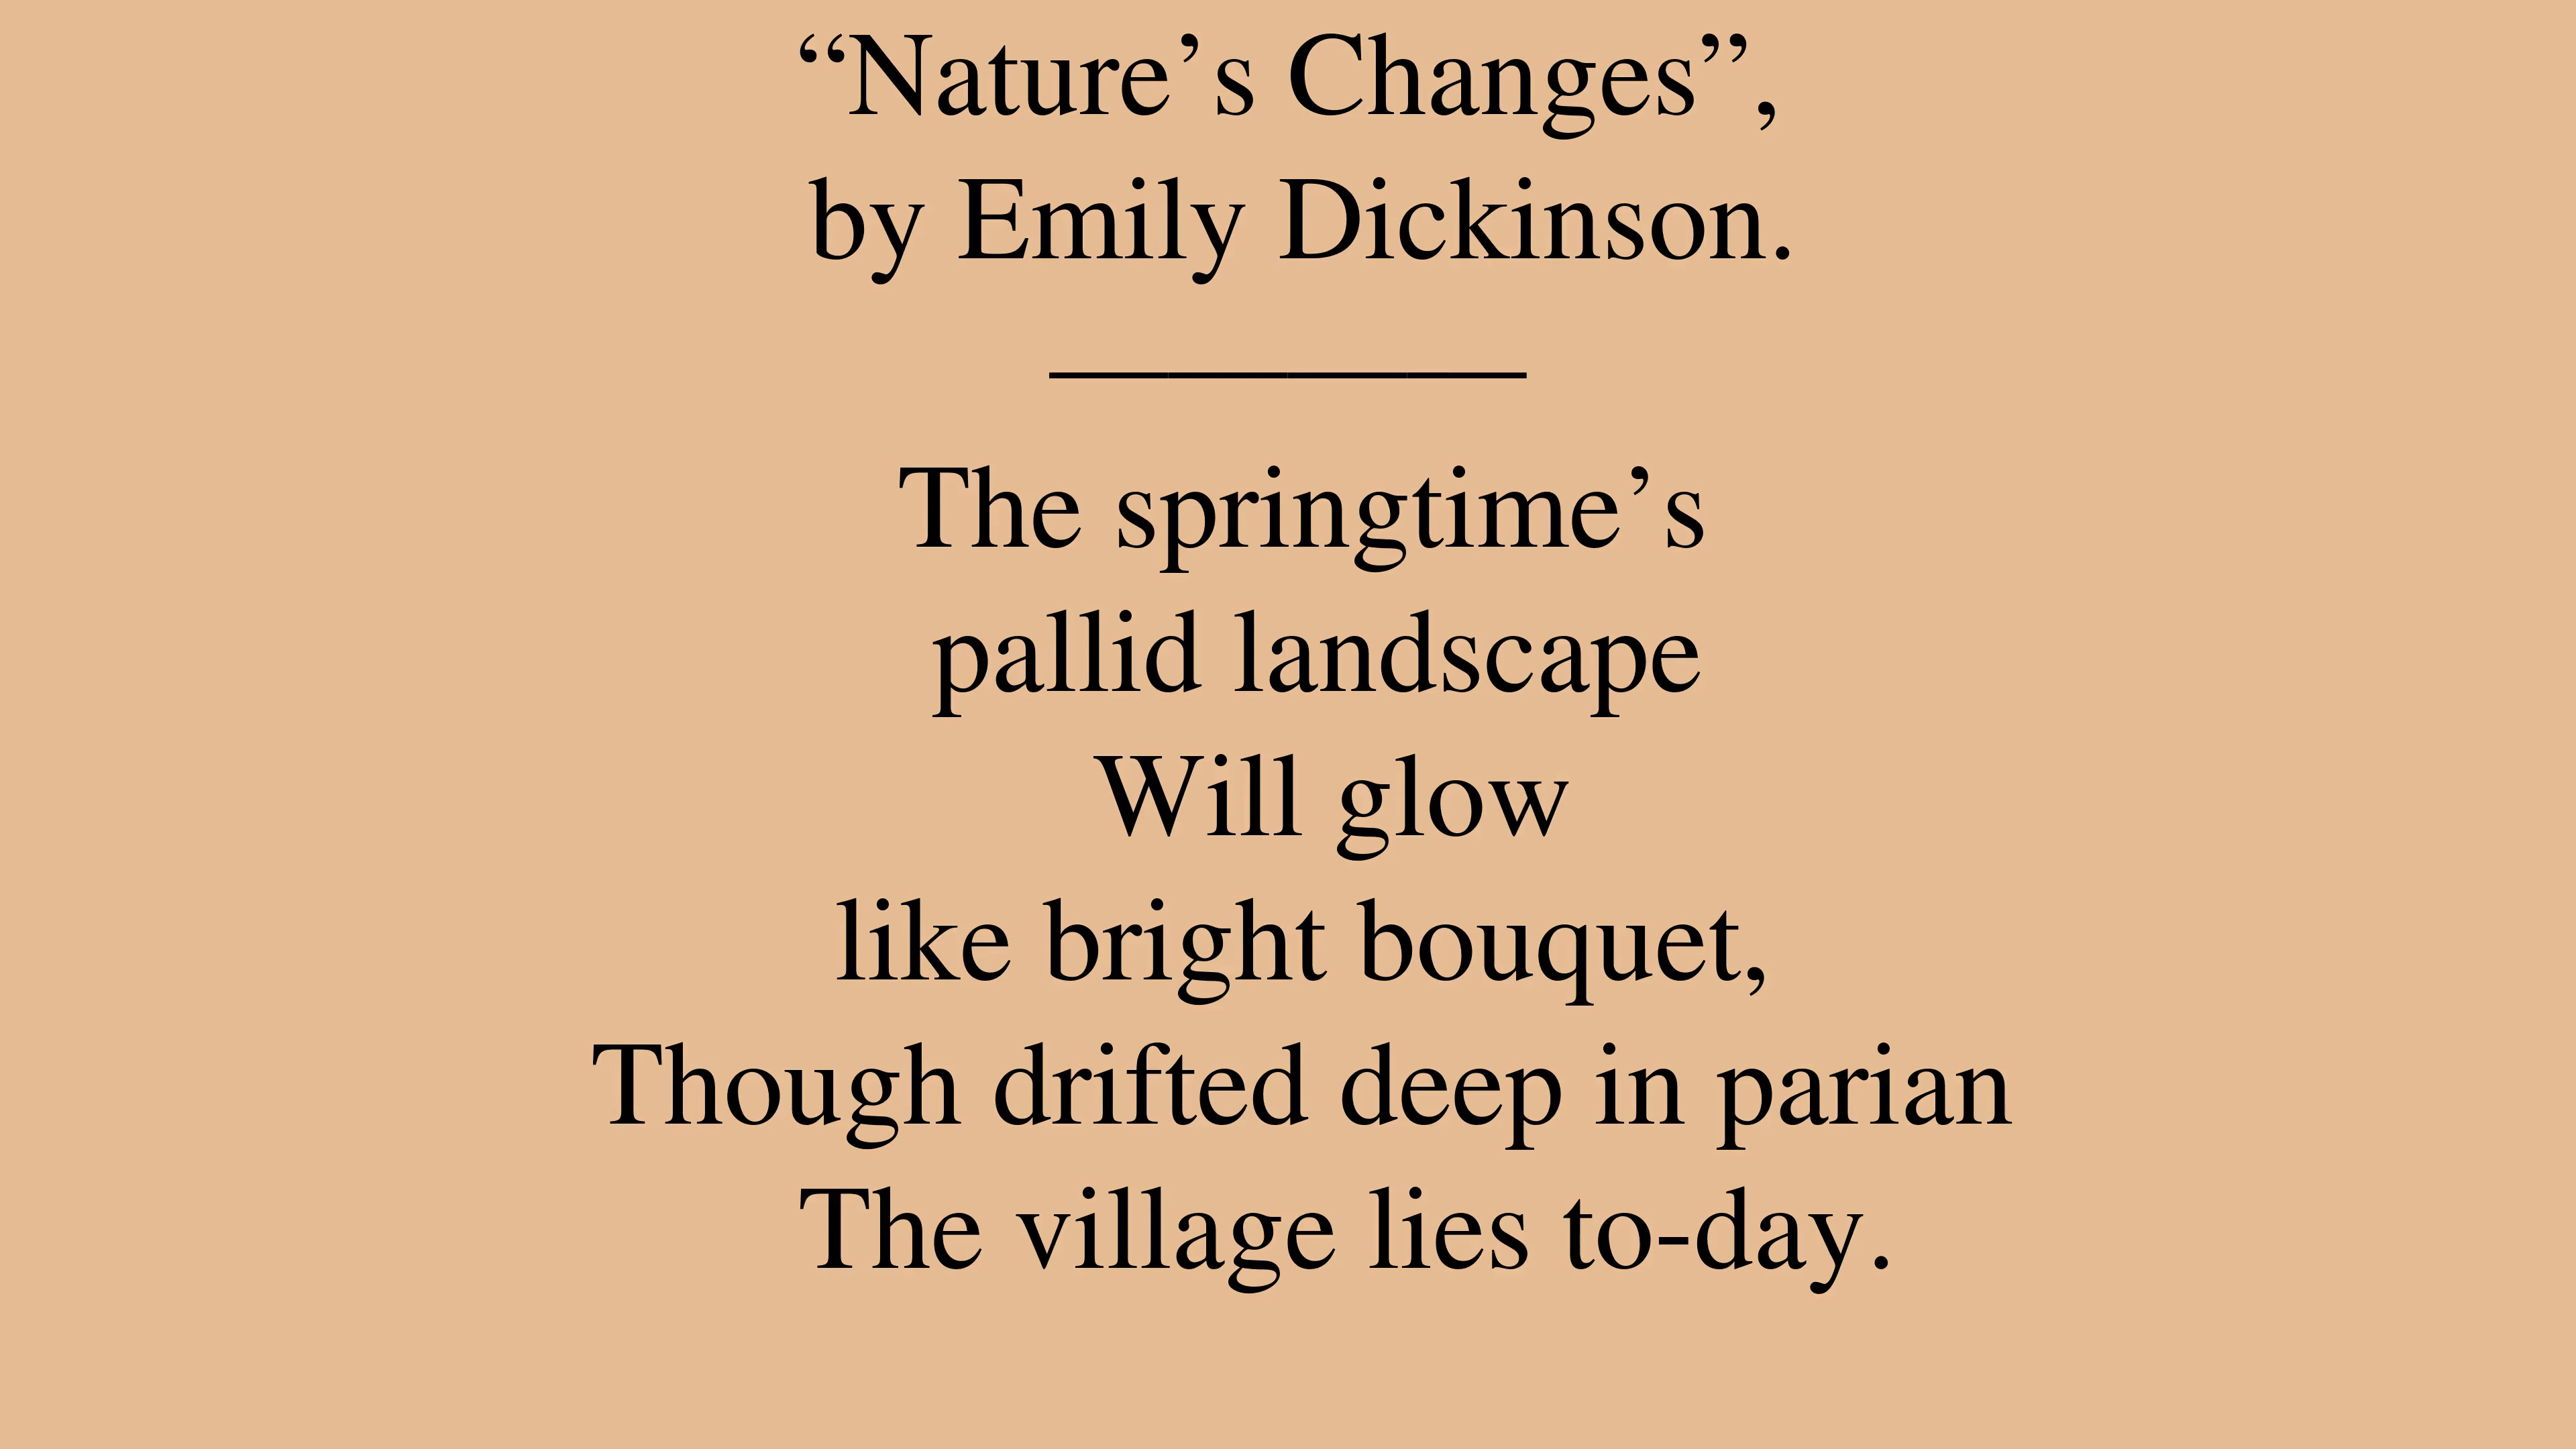 “Nature’s Changes”,
by Emily Dickinson.
————
The springtime’s
pallid landscape
Will glow
like bright bouquet,
Though drifted deep in parian
The village lies to-day.